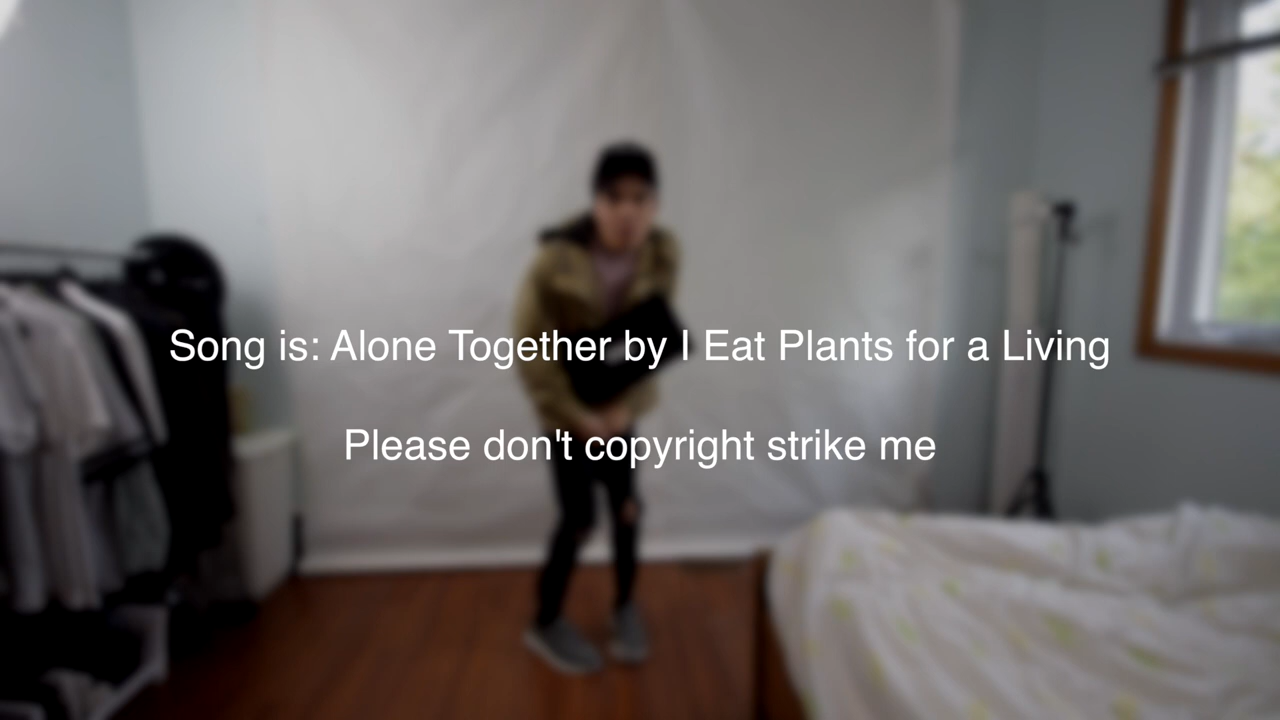 Song is: Alone Together by I Eat Plants for a Living
Please don't copyright strike me